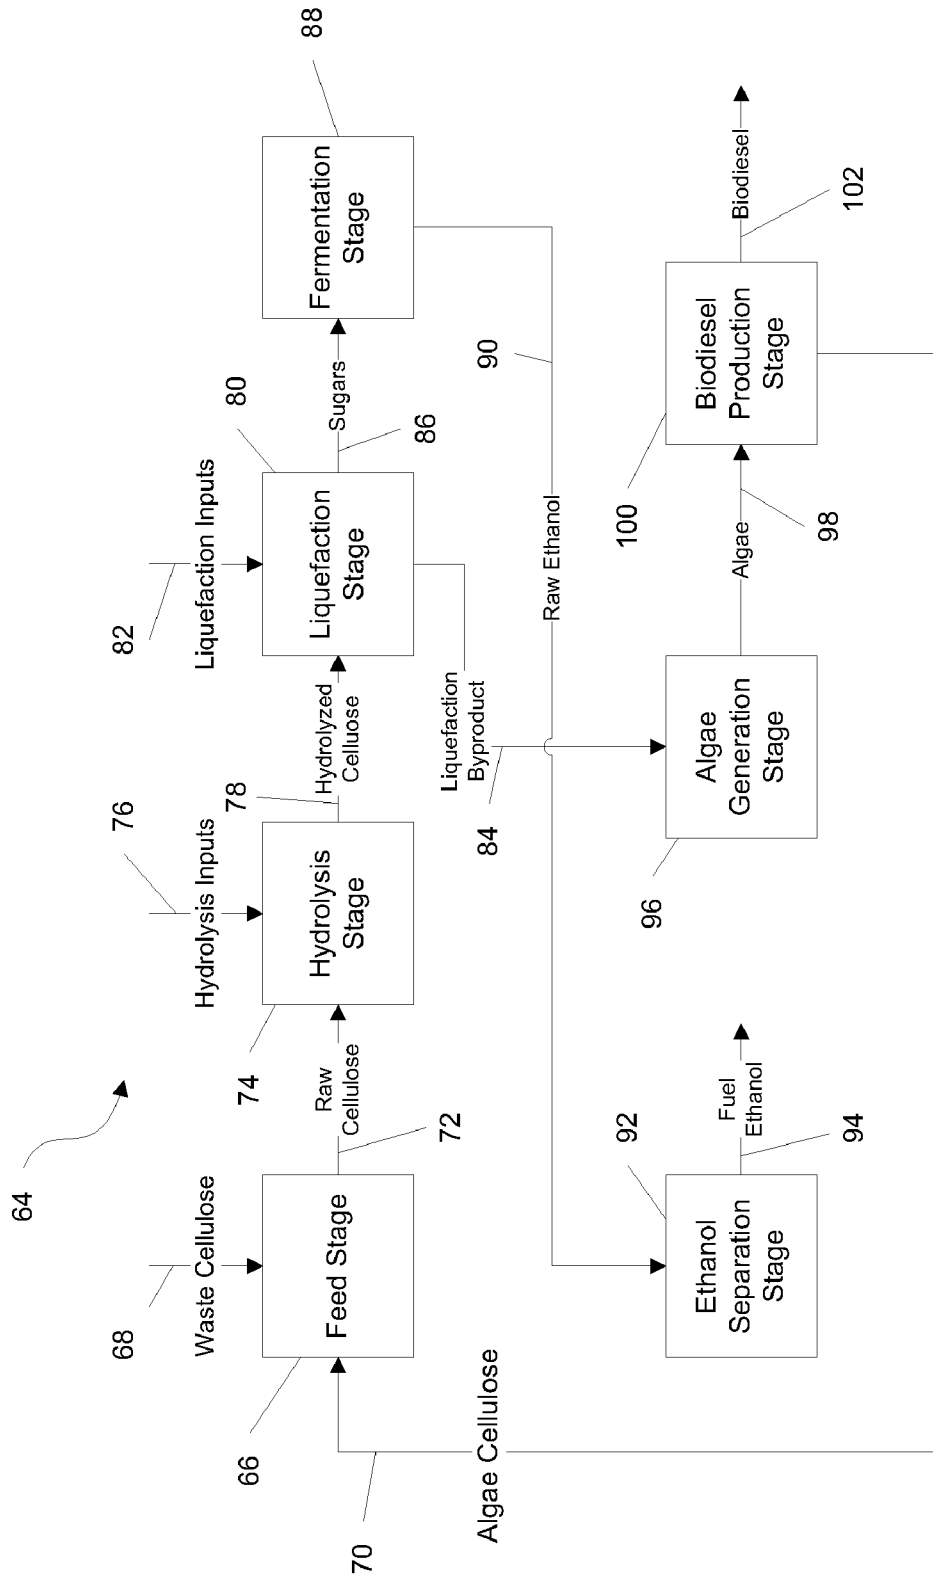 64
68
Waste Cellulose
76
Hydrolysis Inputs
82
Liquefaction Inputs
66
Feed Stage
72
Raw
Cellulose
74
Hydrolysis
Stage
78
Hydrolyzed
Celluose
80
Liquefaction
Stage
Sugars
86
88
Fermentation
Stage
70
Algae Cellulose
Liquefaction
Byproduct
84
90
Raw Ethanol
92
Ethanol
Separation
Stage
Fuel
Ethanol
94
96
Algae
Generation
Stage
Algae
98
100
Biodiesel
Production
Stage
Biodiesel
102